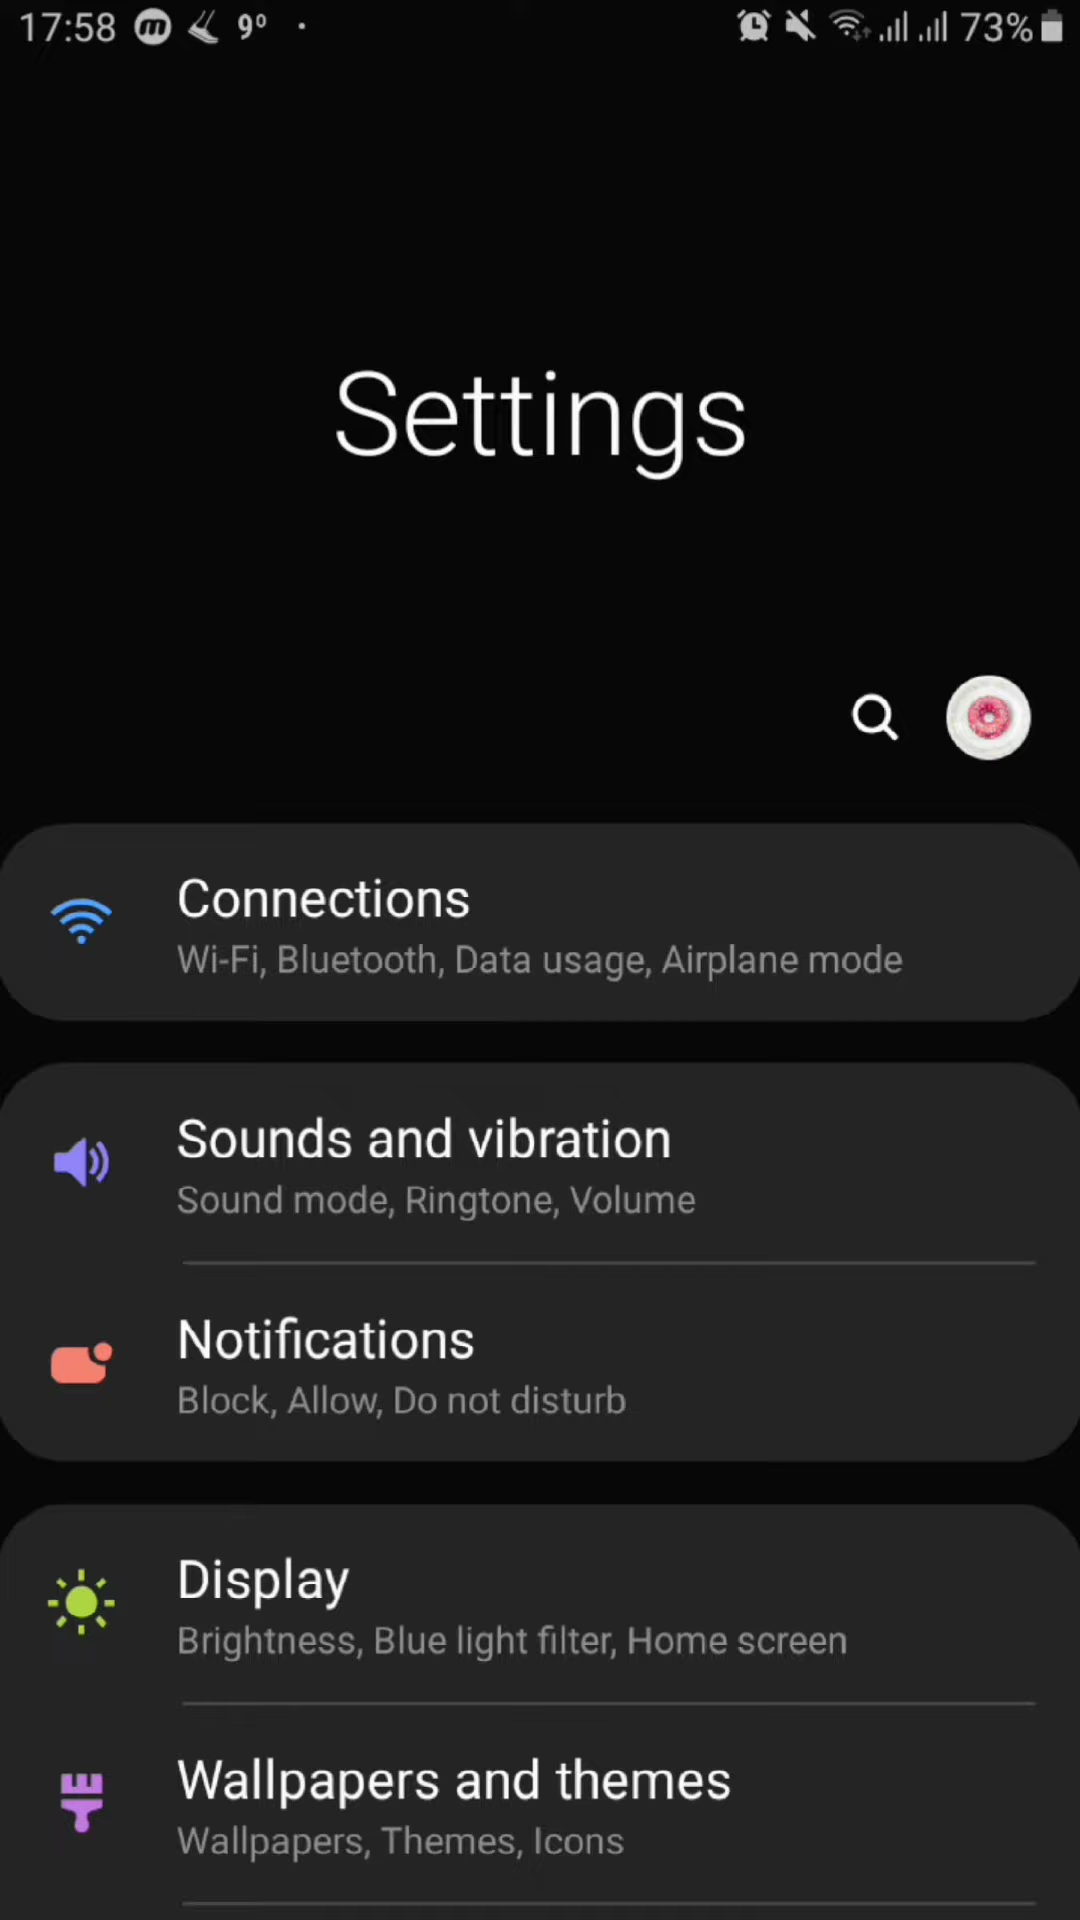 17:58 m 9° 73%
Settings
Connections
Wi-Fi, Bluetooth, Data usage, Airplane mode
Sounds and vibration
Sound mode, Ringtone, Volume
Notifications
Block, Allow, Do not disturb
Display
Brightness, Blue light filter, Home screen
Wallpapers and themes
Wallpapers, Themes, Icons